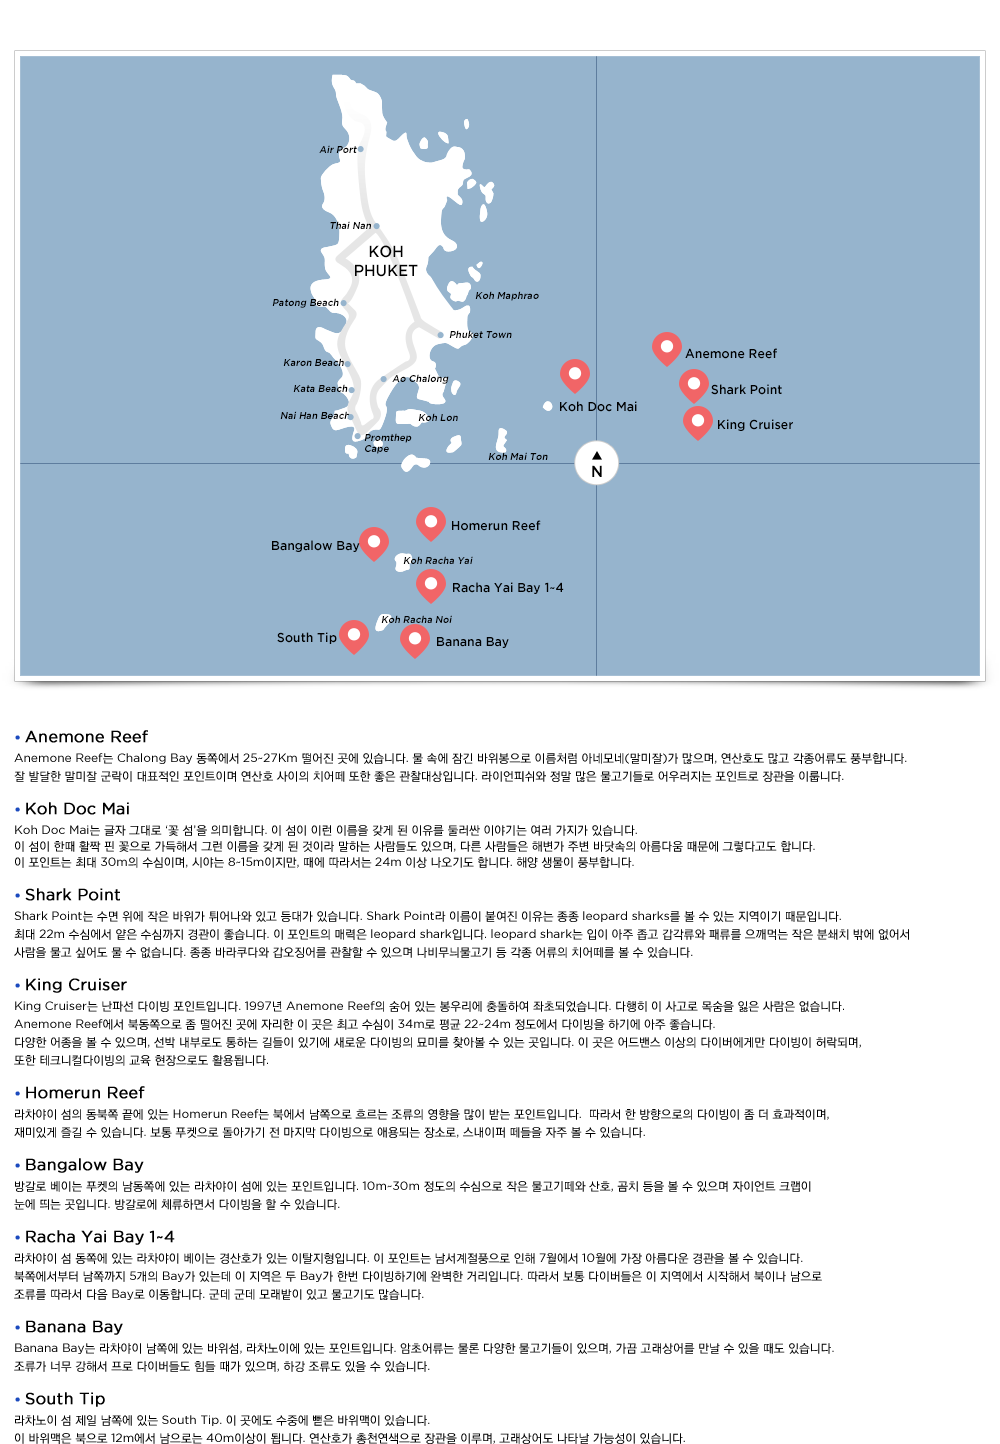 Air Port
Thai Nan
KOH
PHUKET
Koh Maphrao
Patong Beach
Phuket Town
Anemone Reef
Karon Beach
Ao Chalong
Shark Point
Kata Beach
Koh Doc Mai
Nai Han Beach
Koh Lon
King Cruiser
Promthep
Cape
Koh Mai Ton
N
Homerun Reef
Bangalow Bay
Koh Racha Yai
Racha Yai Bay 1~4
Koh Racha Noi
South Tip
Banana Bay
• Anemone Reef
Anemone Reef는 Chalong Bay 동쪽에서 25~27Km 떨어진 곳에 있습니다. 물 속에 잠긴 바위봉으로 이름처럼 아네모네(말미잘)가 많으며, 연산호도 많고 각종어류도 풍부합니다.
잘 발달한 말미잘 군락이 대표적인 포인트이며 연산호 사이의 치어떼 또한 좋은 관찰대상입니다. 라이언피쉬와 정말 많은 물고기들로 어우러지는 포인트로 장관을 이룹니다.
• Koh Doc Mai
Koh Doc Mai는 글자 그대로 '꽃 섬'을 의미합니다. 이 섬이 이런 이름을 갖게 된 이유를 둘러싼 이야기는 여러 가지가 있습니다.
이 섬이 한때 활짝 핀 꽃으로 가득해서 그런 이름을 갖게 된 것이라 말하는 사람들도 있으며, 다른 사람들은 해변가 주변 바닷속의 아름다움 때문에 그렇다고도 합니다.
이 포인트는 최대 30m의 수심이며, 시야는 8~15m이지만, 때에 따라서는 24m 이상 나오기도 합니다. 해양 생물이 풍부합니다.
• Shark Point
Shark Point는 수면 위에 작은 바위가 튀어나와 있고 등대가 있습니다. Shark Point라 이름이 붙여진 이유는 종종 leopard sharks를 볼 수 있는 지역이기 때문입니다.
최대 22m 수심에서 얕은 수심까지 경관이 좋습니다. 이 포인트의 매력은 leopard shark입니다. leopard shark는 입이 아주 좁고 갑각류와 패류를 으깨먹는 작은 분쇄치 밖에 없어서
사람을 물고 싶어도 물 수 없습니다. 종종 바라쿠다와 갑오징어를 관찰할 수 있으며 나비무늬물고기 등 각종 어류의 치어떼를 볼 수 있습니다.
• King Cruiser
King Cruiser는 난파선 다이빙 포인트입니다. 1997년 Anemone Reef의 숨어 있는 봉우리에 충돌하여 좌초되었습니다. 다행히 이 사고로 목숨을 잃은 사람은 없습니다.
Anemone Reef에서 북동쪽으로 좀 떨어진 곳에 자리한 이 곳은 최고 수심이 34m로 평균 22~24m 정도에서 다이빙을 하기에 아주 좋습니다.
다양한 어종을 볼 수 있으며, 선박 내부로도 통하는 길들이 있기에 새로운 다이빙의 묘미를 찾아볼 수 있는 곳입니다. 이 곳은 어드밴스 이상의 다이버에게만 다이빙이 허락되며,
또한 테크니컬다이빙의 교육 현장으로도 활용됩니다.
• Homerun Reef
라차야이 섬의 동북쪽 끝에 있는 Homerun Reef는 북에서 남쪽으로 흐르는 조류의 영향을 많이 받는 포인트입니다. 따라서 한 방향으로의 다이빙이 좀 더 효과적이며,
재미있게 즐길 수 있습니다. 보통 푸켓으로 돌아가기 전 마지막 다이빙으로 애용되는 장소로, 스내이퍼 떼들을 자주 볼 수 있습니다.
• Bangalow Bay
방갈로 베이는 푸켓의 남동쪽에 있는 라차야이 섬에 있는 포인트입니다. 10m~30m 정도의 수심으로 작은 물고기떼와 산호, 곰치 등을 볼 수 있으며 자이언트 크랩이
눈에 띄는 곳입니다. 방갈로에 체류하면서 다이빙을 할 수 있습니다.
• Racha Yai Bay 1~4
라차야이 섬 동쪽에 있는 라차야이 베이는 경산호가 있는 이탈지형입니다. 이 포인트는 남서계절풍으로 인해 7월에서 10월에 가장 아름다운 경관을 볼 수 있습니다.
북쪽에서부터 남쪽까지 5개의 Bay가 있는데 이 지역은 두 Bay가 한번 다이빙하기에 완벽한 거리입니다. 따라서 보통 다이버들은 이 지역에서 시작해서 북이나 남으로
조류를 따라서 다음 Bay로 이동합니다. 군데 군데 모래밭이 있고 물고기도 많습니다.
• Banana Bay
Banana Bay는 라차야이 남쪽에 있는 바위섬, 라차노이에 있는 포인트입니다. 암초어류는 물론 다양한 물고기들이 있으며, 가끔 고래상어를 만날 수 있을 때도 있습니다.
조류가 너무 강해서 프로 다이버들도 힘들 때가 있으며, 하강 조류도 있을 수 있습니다.
• South Tip
라차노이 섬 제일 남쪽에 있는 South Tip. 이 곳에도 수중에 뻗은 바위맥이 있습니다.
이 바위맥은 북으로 12m에서 남으로는 40m이상이 됩니다. 연산호가 총천연색으로 장관을 이루며, 고래상어도 나타날 가능성이 있습니다.